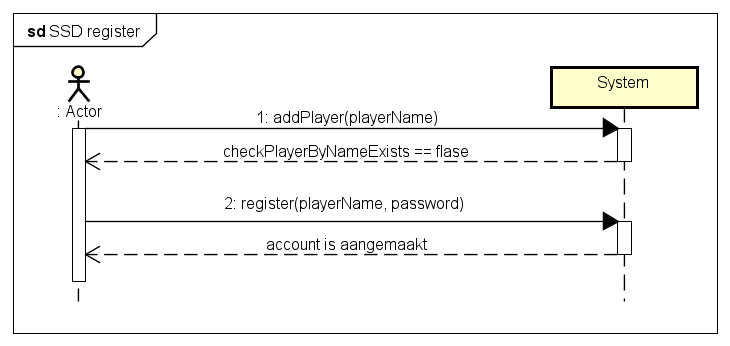 sd SSD register
: Actor
System
1: addPlayer(playerName)
checkPlayerByNameExists == flase
2: register(playerName, password)
account is aangemaakt